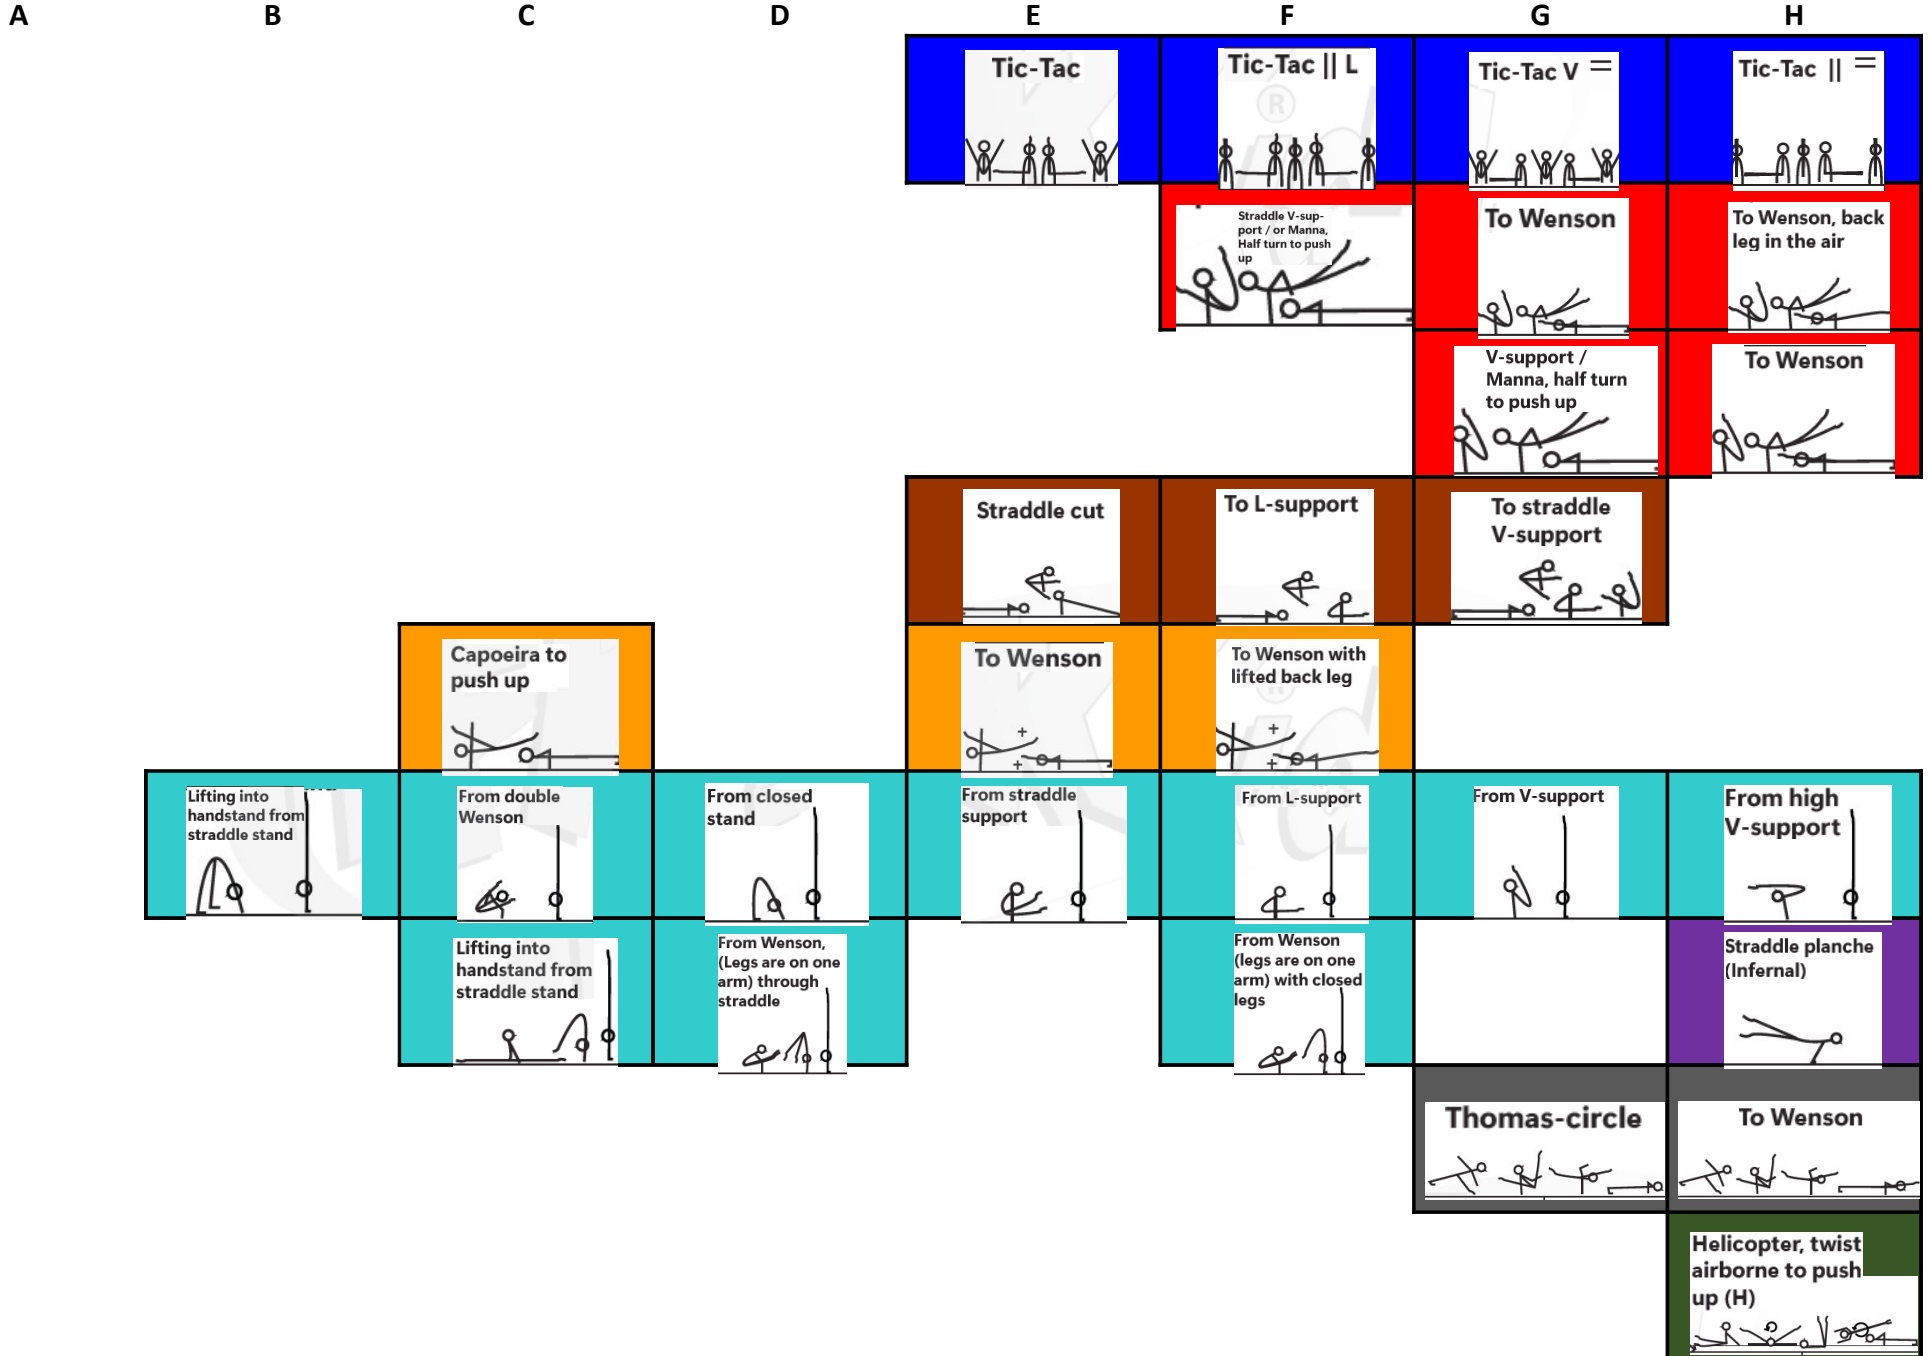 A B C D E F G H
Tic-Tac
Tic-Tac || L
Tic-Tac V =
Tic-Tac || =
®
Straddle V-sup-
port / or Manna,
Half turn to push
up
To Wenson
To Wenson, back
leg in the air
V-support /
Manna, half turn
to push up
To Wenson
Straddle cut
To L-support
To straddle
V-support
Capoeira to
push up
To Wenson
To Wenson with
lifted back leg
Lifting into
handstand from
straddle stand
From double
Wenson
From closed
stand
From straddle
support
From L-support
From V-support
From high
V-support
Lifting into
handstand from
straddle stand
From Wenson,
(Legs are on one
arm) through
straddle
From Wenson
(legs are on one
arm) with closed
legs
Straddle planche
(Infernal)
Thomas-circle
To Wenson
Helicopter, twist
airborne to push
up (H)